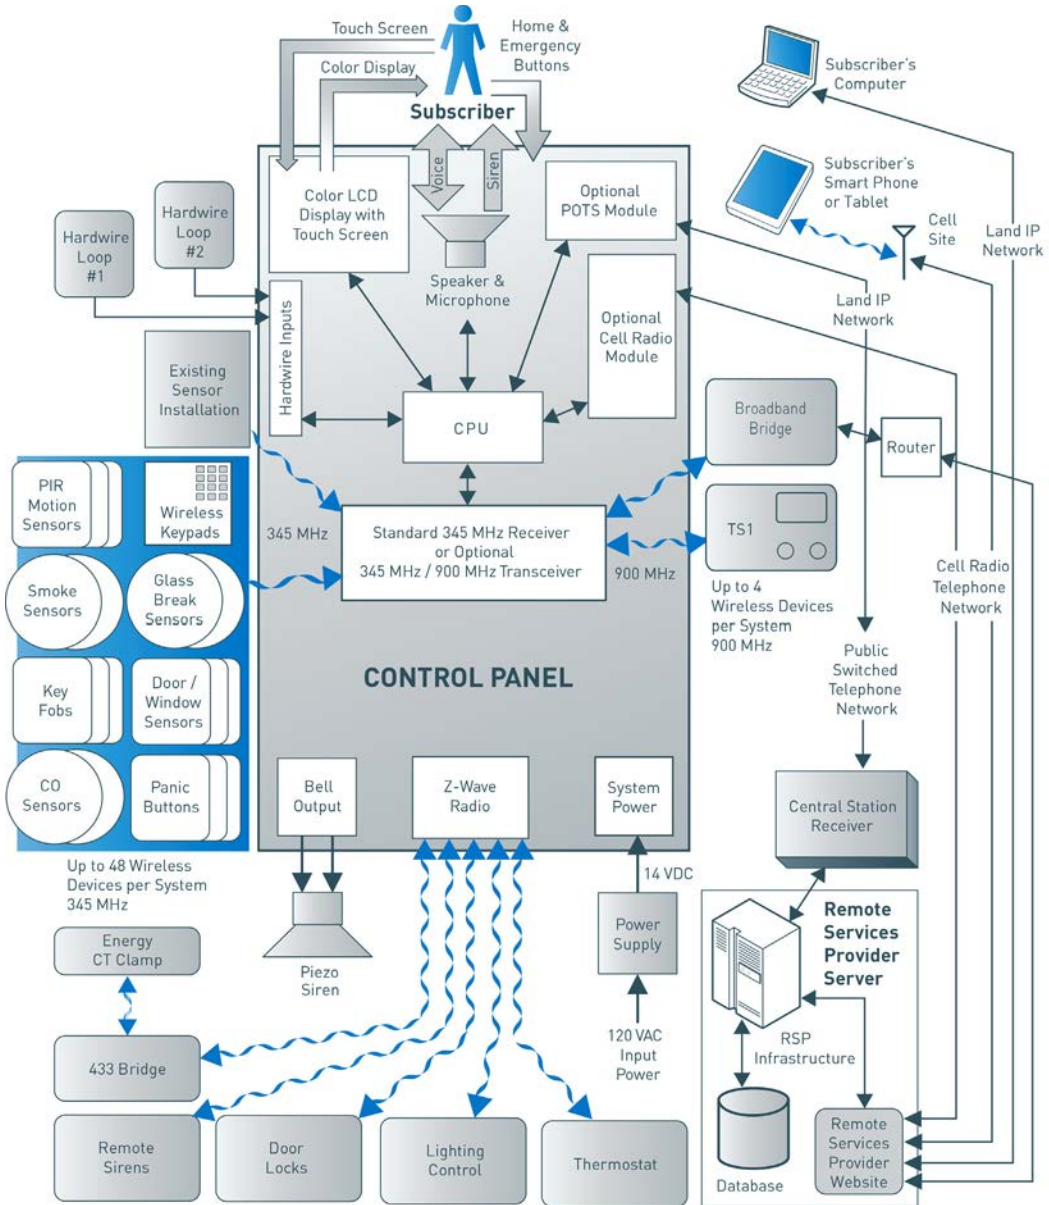 Touch Screen
Color Display
Home &
Emergency
Buttons
Subscriber
Subscriber's
Computer
Subscriber's
Smart Phone
or Tablet
Cell
Site
Land IP
Network
Voice
Siren
Color LCD
Display with
Touch Screen
Optional
POTS Module
Speaker &
Microphone
Optional
Cell Radio
Module
Land IP
Network
Hardwire
Loop
#1
Hardwire
Loop
#2
Hardwire Inputs
Existing
Sensor
Installation
CPU
Broadband
Bridge
Router
PIR
Motion
Sensors
Wireless
Keypads
345 MHz
Standard 345 MHz Receiver
or Optional
345 MHz / 900 MHz Transceiver
900 MHz
TS1
Up to 4
Wireless Devices
per System
900 MHz
Cell Radio
Telephone
Network
Smoke
Sensors
Glass
Break
Sensors
Key
Fobs
Door /
Window
Sensors
CO
Sensors
Panic
Buttons
Up to 48 Wireless
Devices per System
345 MHz
CONTROL PANEL
Public
Switched
Telephone
Network
Bell
Output
Z-Wave
Radio
System
Power
Central Station
Receiver
14 VDC
Power
Supply
120 VAC
Input
Power
Piezo
Siren
Energy
CT Clamp
433 Bridge
Remote
Sirens
Door
Locks
Lighting
Control
Thermostat
Remote
Services
Provider
Server
RSP
Infrastructure
Database
Remote
Services
Provider
Website